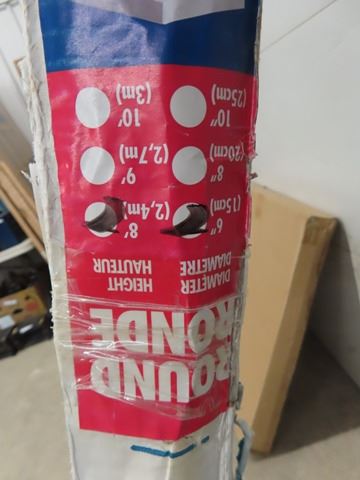 ROUND
RONDE
DIAMETER HEIGHT
DIAMÈTRE HAUTEUR
6" 8'
(15cm) (2,4m)
8" 9'
(20cm) (2,7m)
10" 10'
(25cm) (3m)